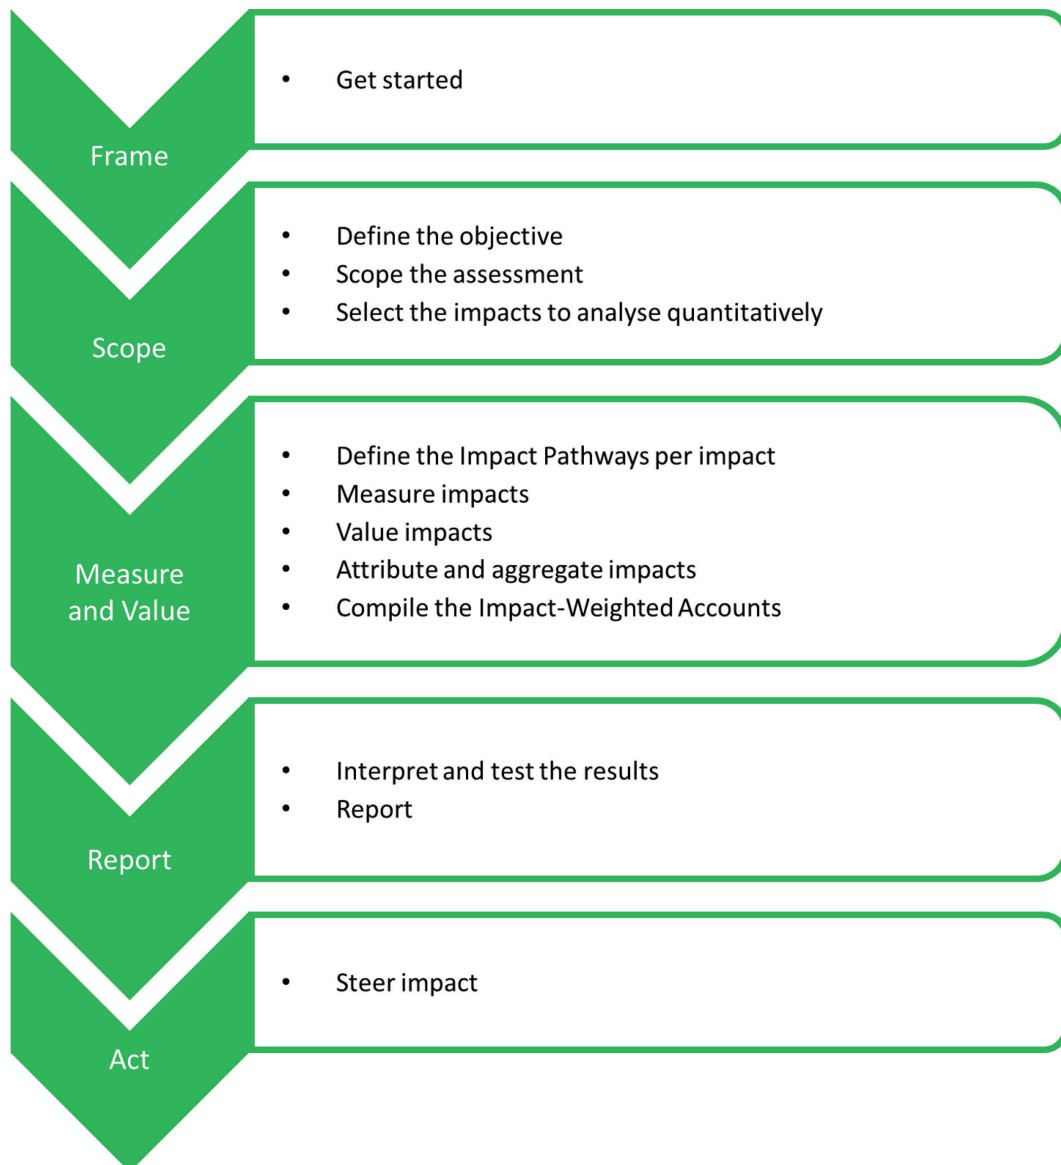 Frame
• Get started
Scope
• Define the objective
• Scope the assessment
• Select the impacts to analyse quantitatively
Measure
and Value
• Define the Impact Pathways per impact
• Measure impacts
• Value impacts
• Attribute and aggregate impacts
• Compile the Impact-Weighted Accounts
Report
• Interpret and test the results
• Report
Act
• Steer impact